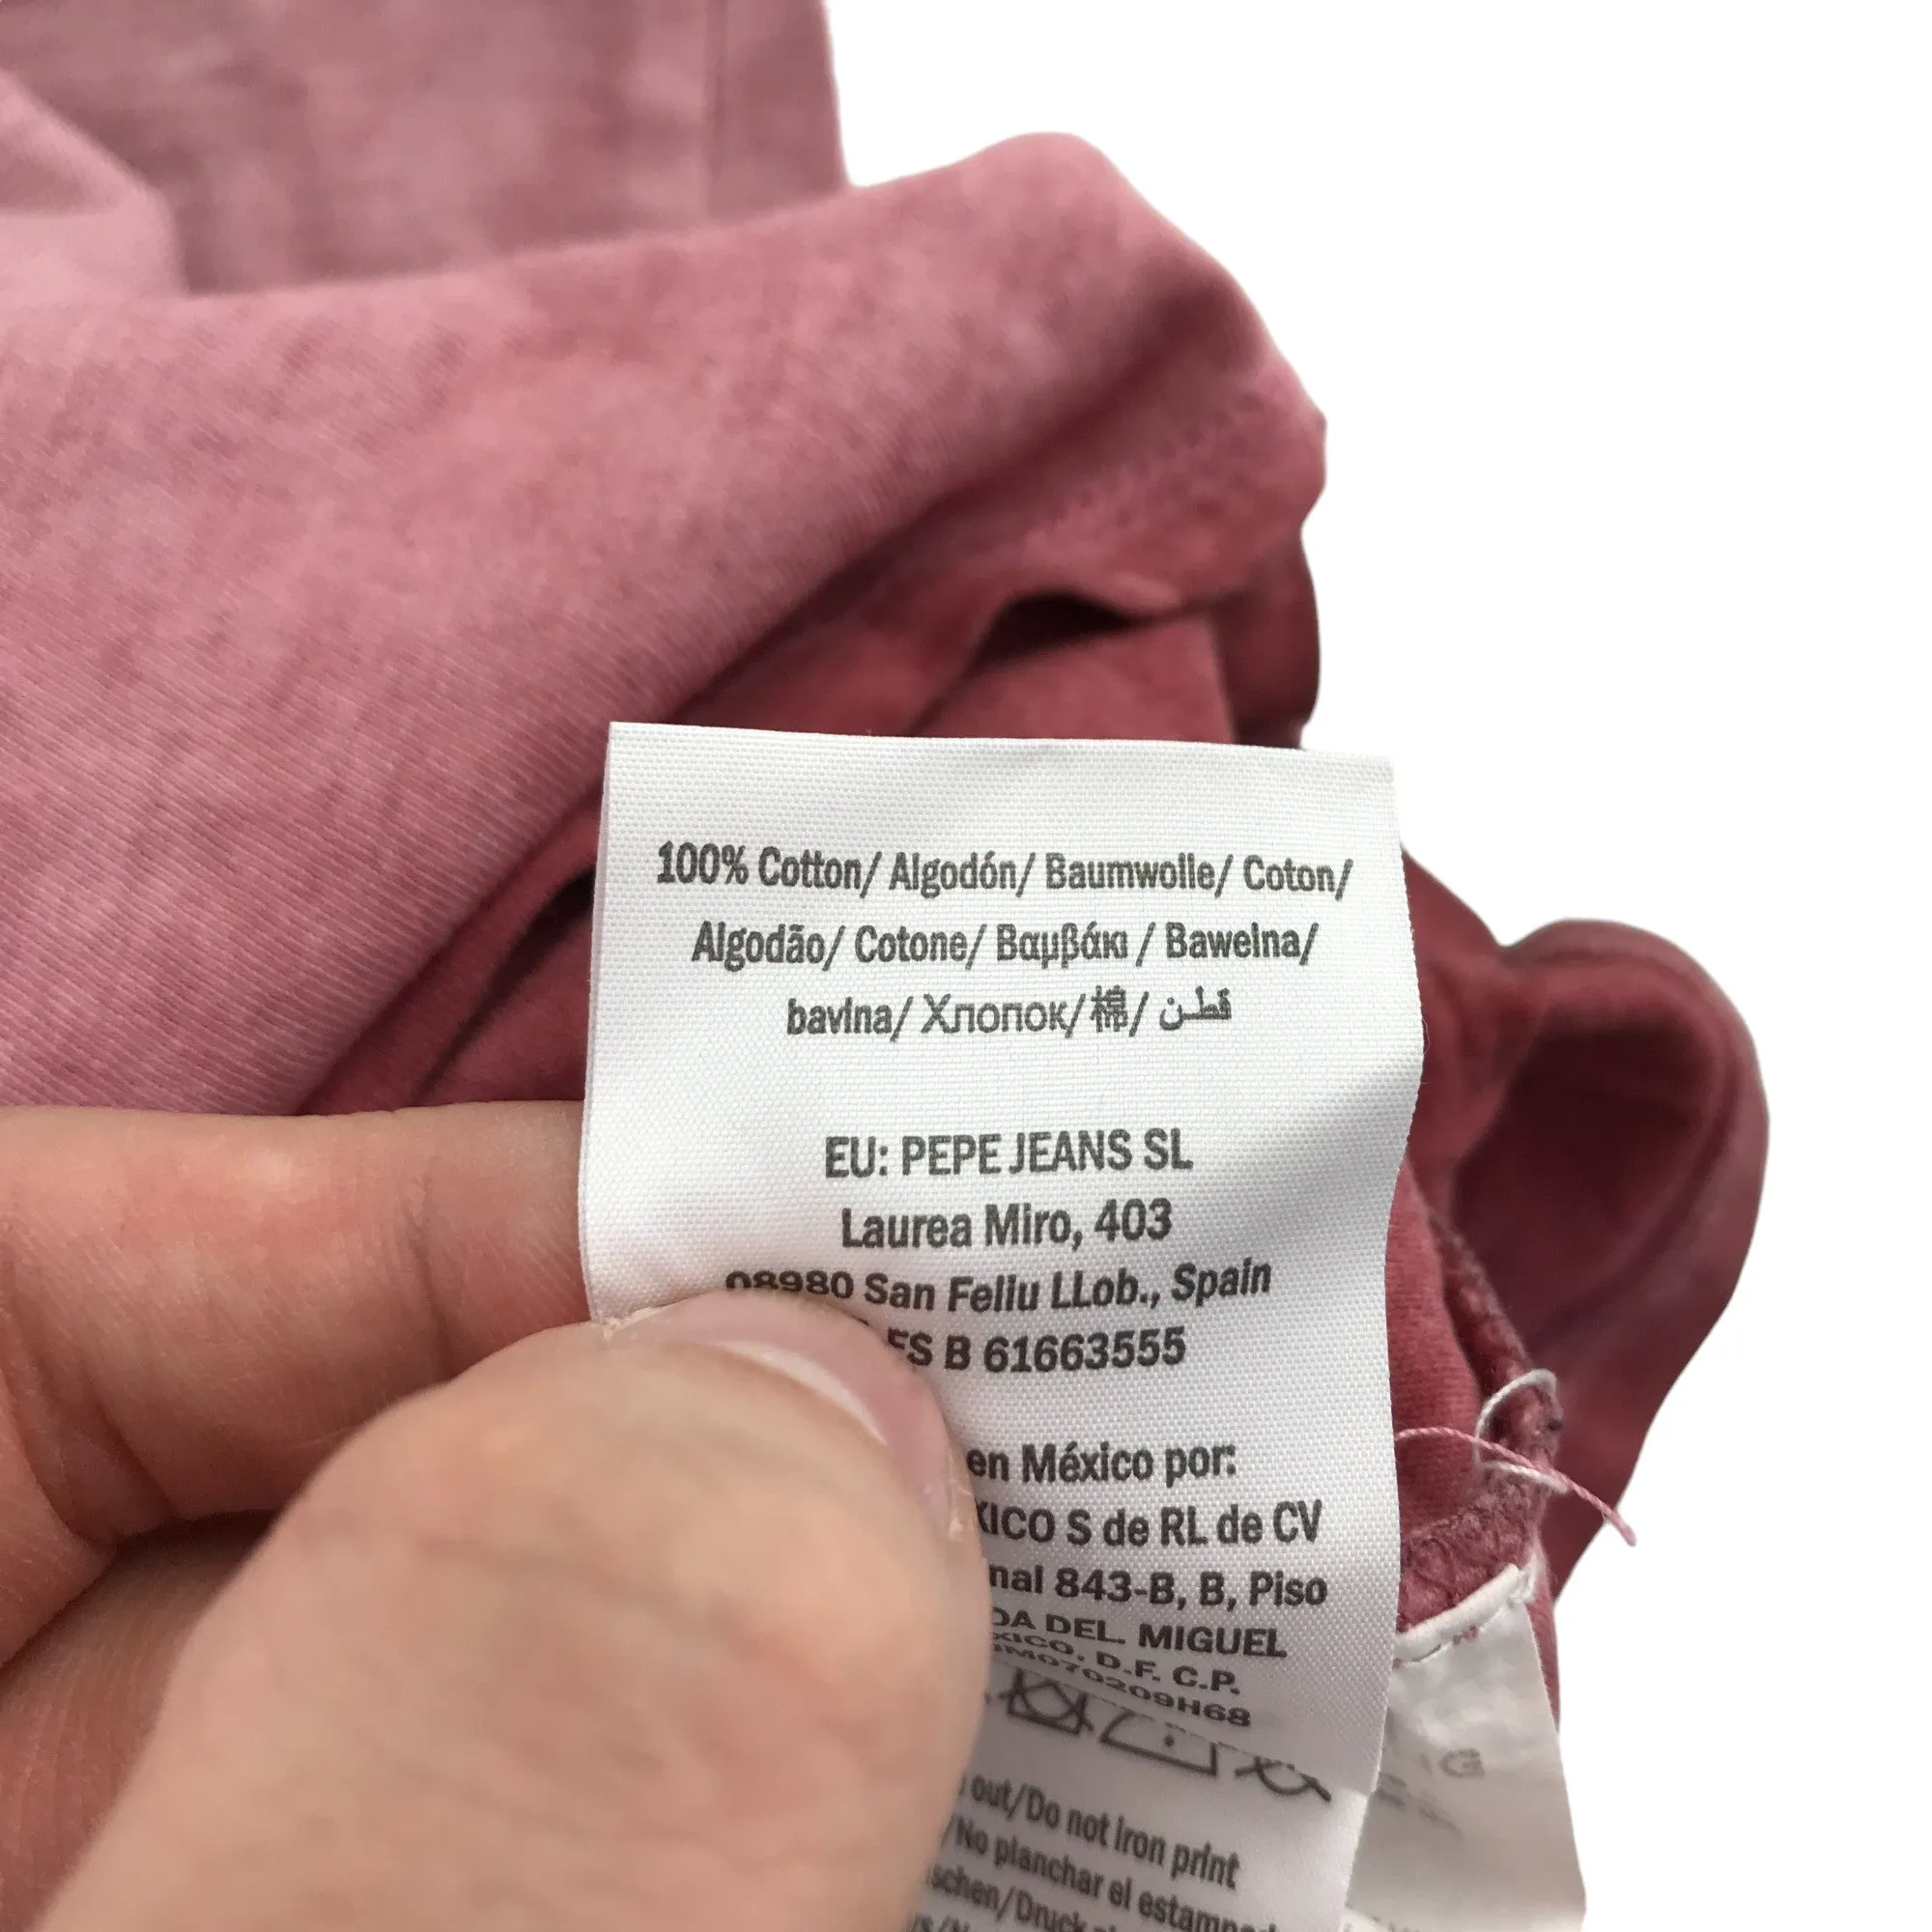 100% Cotton/ Algodón/ Baumwolle/ Coton/
Algodão/ Cotone/ Βαμβάκι / Bawelna/
bavlna/ Хлопок/棉/ قطن
EU: PEPE JEANS SL
Laurea Miro, 403
08980 San Feliu LLob., Spain
ES B 61663555
en México por:
S de RL de CV
843-B, B, Piso
DEL. MIGUEL
D.F. C.P.
out/Do not iron print
/No planchar el